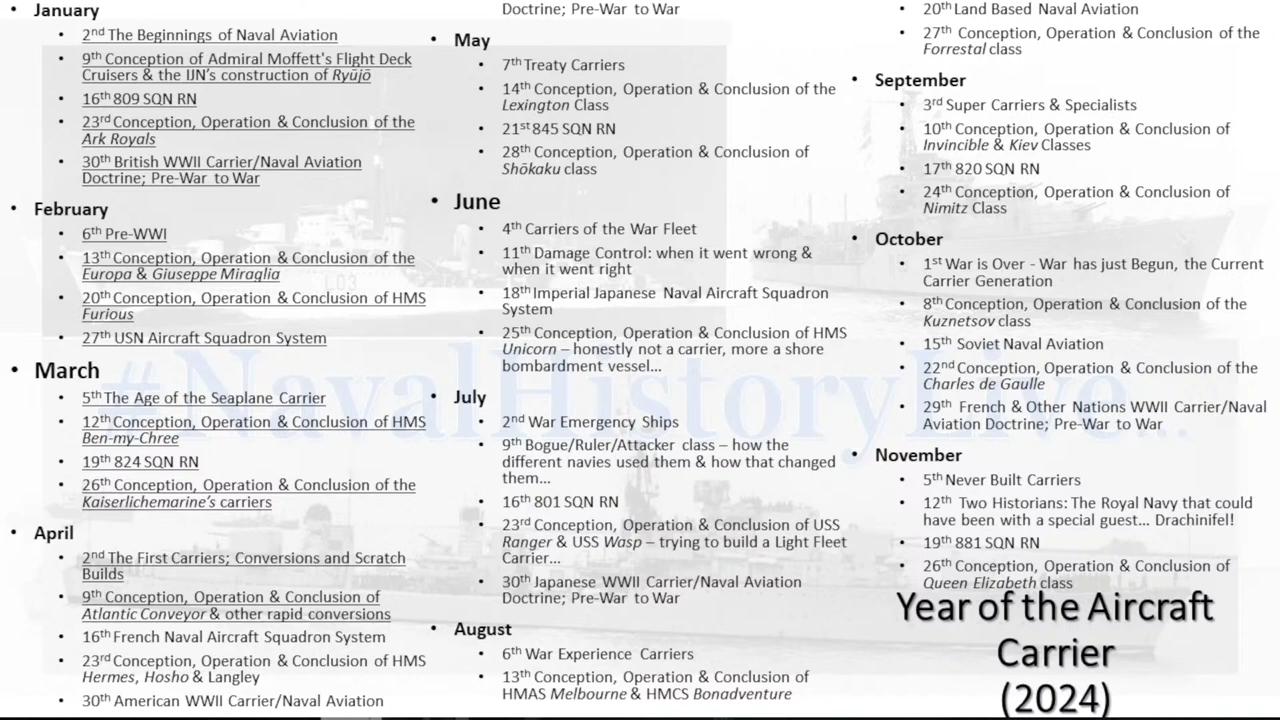 January
2nd The Beginnings of Naval Aviation
9th Conception of Admiral Moffett's Flight Deck
Cruisers & the IJN's construction of Ryūjō
16th 809 SQN RN
23rd Conception, Operation & Conclusion of the
Ark Royals
30th British WWII Carrier/Naval Aviation
Doctrine; Pre-War to War
February
6th Pre-WWI
13th Conception, Operation & Conclusion of the
Europa & Giuseppe Miraglia
20th Conception, Operation & Conclusion of HMS
Furious
27th USN Aircraft Squadron System
March
5th The Age of the Seaplane Carrier
12th Conception, Operation & Conclusion of HMS
Ben-my-Chree
19th 824 SQN RN
26th Conception, Operation & Conclusion of the
Kaiserlichemarine's carriers
April
2nd The First Carriers; Conversions and Scratch
Builds
9th Conception, Operation & Conclusion of
Atlantic Conveyor & other rapid conversions
16th French Naval Aircraft Squadron System
23rd Conception, Operation & Conclusion of HMS
Hermes, Hosho & Langley
30th American WWII Carrier/Naval Aviation
Doctrine; Pre-War to War
May
7th Treaty Carriers
14th Conception, Operation & Conclusion of the
Lexington Class
21st 845 SQN RN
28th Conception, Operation & Conclusion of
Shōkaku class
June
4th Carriers of the War Fleet
11th Damage Control: when it went wrong &
when it went right
18th Imperial Japanese Naval Aircraft Squadron
System
25th Conception, Operation & Conclusion of HMS
Unicorn – honestly not a carrier, more a shore
bombardment vessel...
July
2nd War Emergency Ships
9th Bogue/Ruler/Attacker class – how the
different navies used them & how that changed
them...
16th 801 SQN RN
23rd Conception, Operation & Conclusion of USS
Ranger & USS Wasp – trying to build a Light Fleet
Carrier...
30th Japanese WWII Carrier/Naval Aviation
Doctrine; Pre-War to War
August
6th War Experience Carriers
13th Conception, Operation & Conclusion of
HMAS Melbourne & HMCS Bonadventure
20th Land Based Naval Aviation
27th Conception, Operation & Conclusion of the
Forrestal class
September
3rd Super Carriers & Specialists
10th Conception, Operation & Conclusion of
Invincible & Kiev Classes
17th 820 SQN RN
24th Conception, Operation & Conclusion of
Nimitz Class
October
1st War is Over - War has just Begun, the Current
Carrier Generation
8th Conception, Operation & Conclusion of the
Kuznetsov class
15th Soviet Naval Aviation
22nd Conception, Operation & Conclusion of the
Charles de Gaulle
29th French & Other Nations WWII Carrier/Naval
Aviation Doctrine; Pre-War to War
November
5th Never Built Carriers
12th Two Historians: The Royal Navy that could
have been with a special guest... Drachinifel!
19th 881 SQN RN
26th Conception, Operation & Conclusion of
Queen Elizabeth class
Year of the Aircraft
Carrier
(2024)
#NavalHistoryLive...
L03